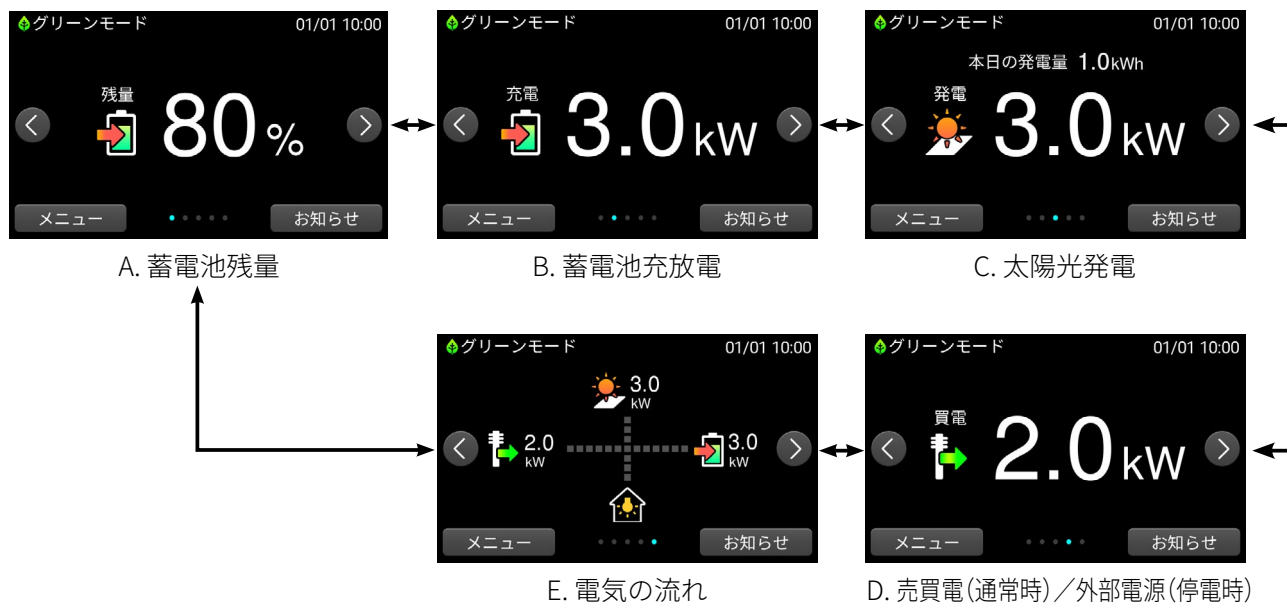 グリーンモード 01/01 10:00
残量
80%
メニュー お知らせ
A. 蓄電池残量
グリーンモード 01/01 10:00
充電
3.0kW
メニュー お知らせ
B. 蓄電池充放電
グリーンモード 01/01 10:00
本日の発電量 1.0kWh
発電
3.0kW
メニュー お知らせ
C. 太陽光発電
グリーンモード 01/01 10:00
3.0
kW
2.0
kW
3.0
kW
メニュー お知らせ
E. 電気の流れ
グリーンモード 01/01 10:00
買電
2.0kW
メニュー お知らせ
D. 売買電(通常時)／外部電源(停電時)